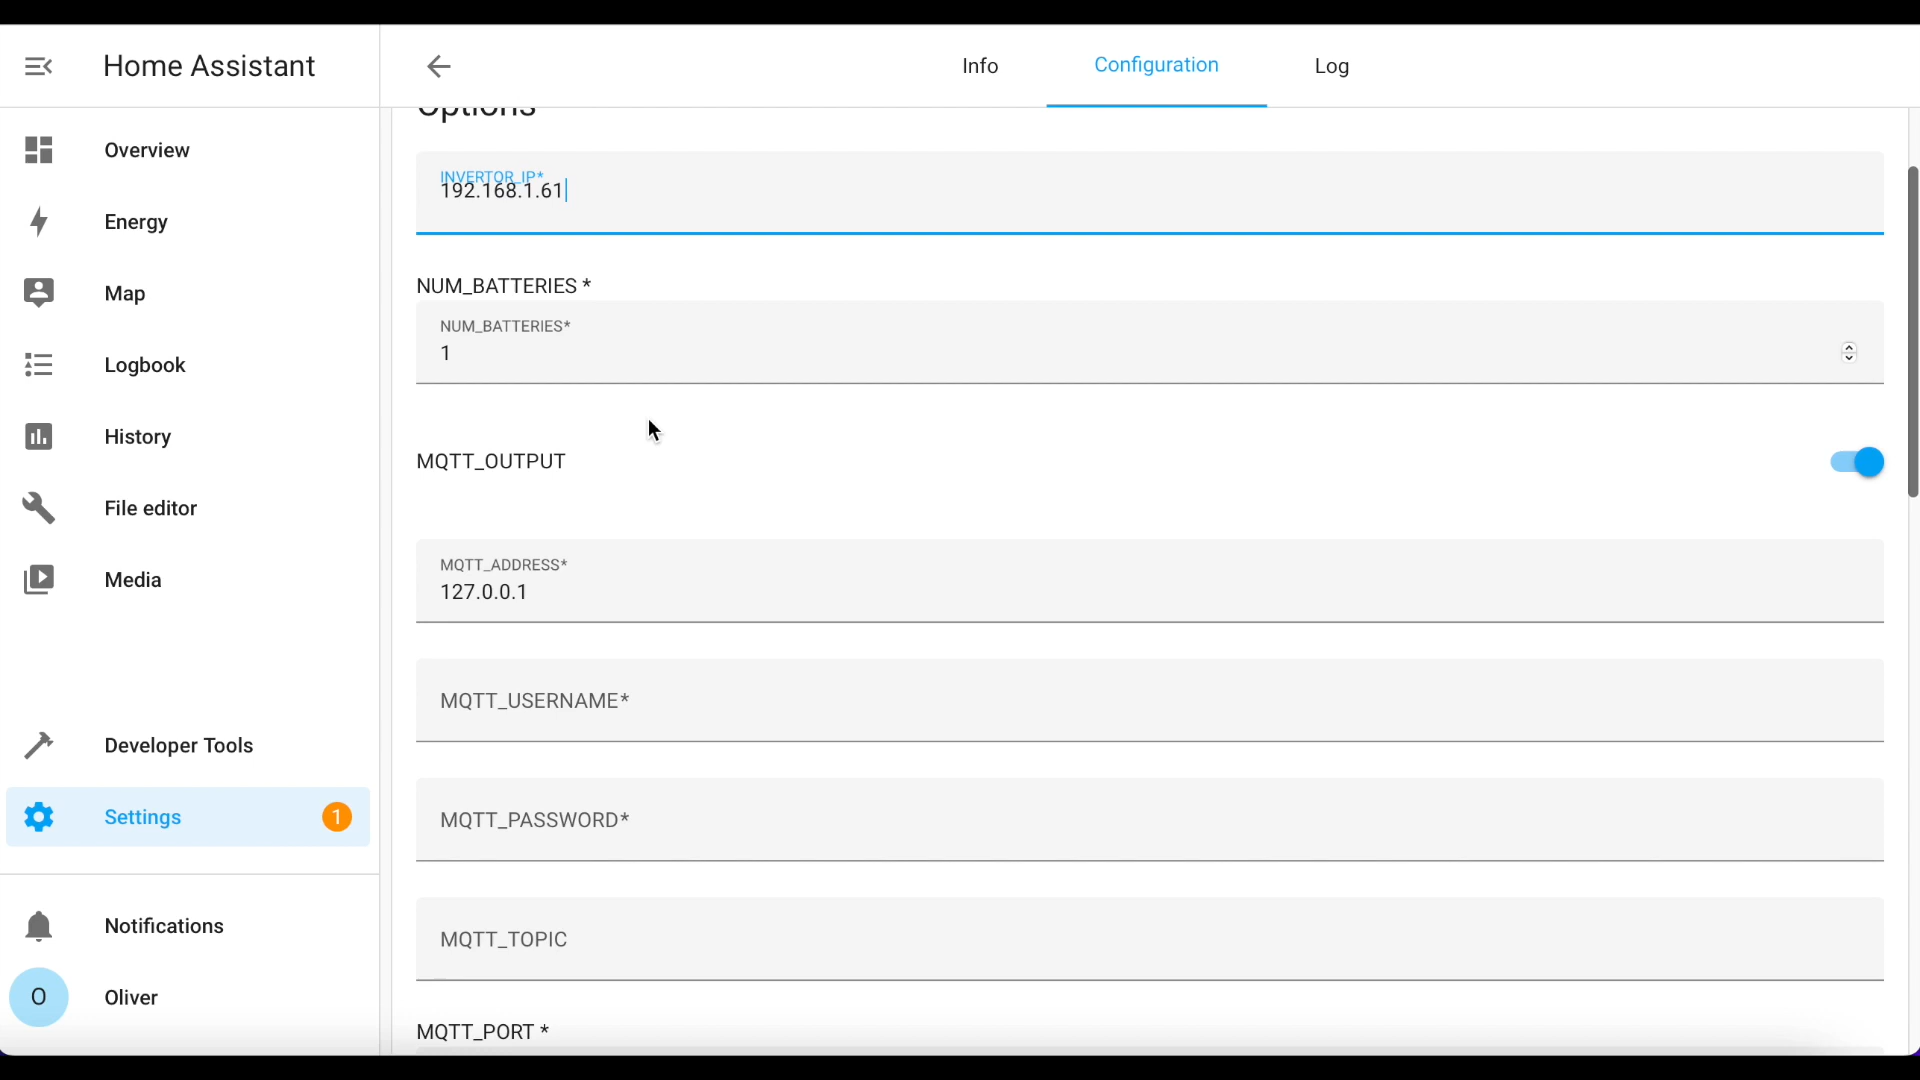 Home Assistant
Info
Configuration
Log
Overview
Energy
Map
Logbook
History
File editor
Media
Developer Tools
Settings
1
Notifications
O
Oliver
Options
INVERTOR_IP*
192.168.1.61
NUM_BATTERIES *
NUM_BATTERIES*
1
MQTT_OUTPUT
MQTT_ADDRESS*
127.0.0.1
MQTT_USERNAME*
MQTT_PASSWORD*
MQTT_TOPIC
MQTT_PORT *